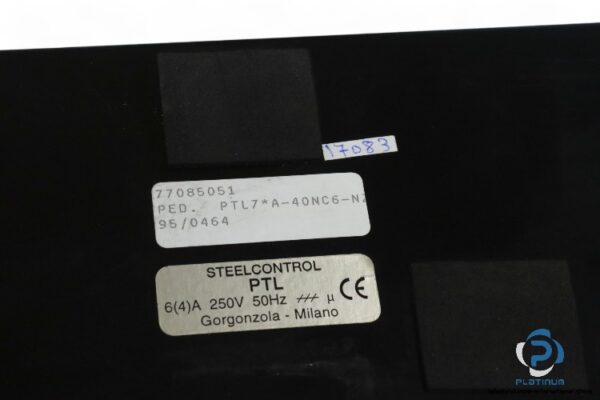 17083
77085051
PED. PTL7*A-40NC6-N
95/0464
STEELCONTROL
PTL
6(4)A 250V 50Hz µ CE
Gorgonzola - Milano
PLATINUM